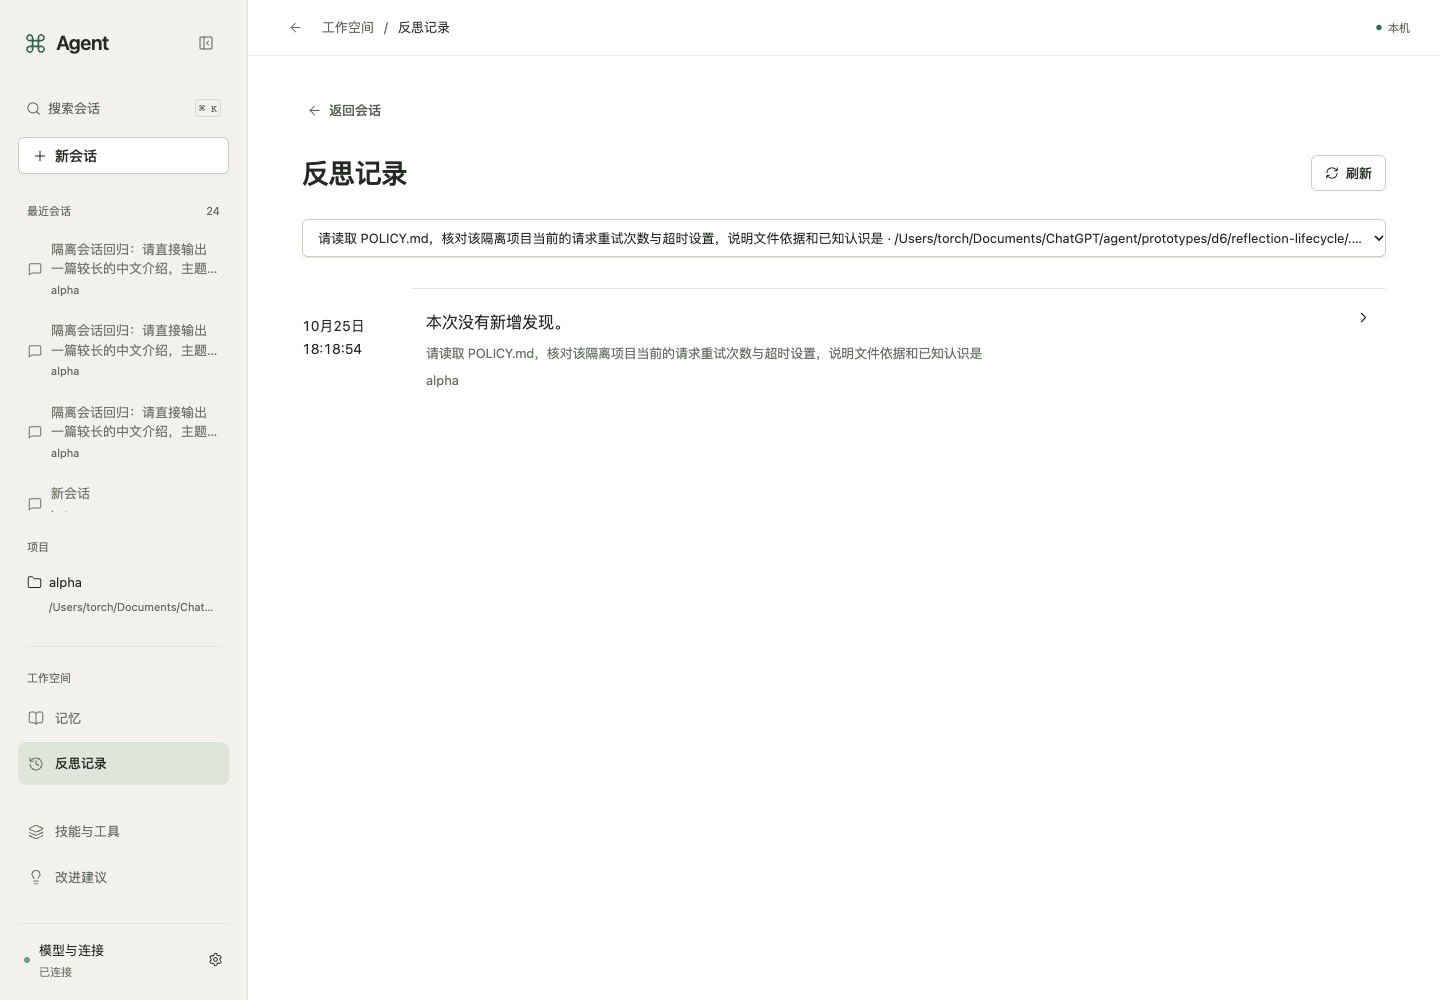 Agent
搜索会话
⌘ K
新会话
最近会话 24
隔离会话回归：请直接输出
一篇较长的中文介绍，主题...
alpha
隔离会话回归：请直接输出
一篇较长的中文介绍，主题...
alpha
隔离会话回归：请直接输出
一篇较长的中文介绍，主题...
alpha
新会话
项目
alpha
/Users/torch/Documents/Chat...
工作空间
记忆
反思记录
技能与工具
改进建议
模型与连接
已连接
工作空间 / 反思记录
本机
返回会话
反思记录
刷新
请读取 POLICY.md，核对该隔离项目当前的请求重试次数与超时设置，说明文件依据和已知认识是 · /Users/torch/Documents/ChatGPT/agent/prototypes/d6/reflection-lifecycle/....
10月25日
18:18:54
本次没有新增发现。
请读取 POLICY.md，核对该隔离项目当前的请求重试次数与超时设置，说明文件依据和已知认识是
alpha